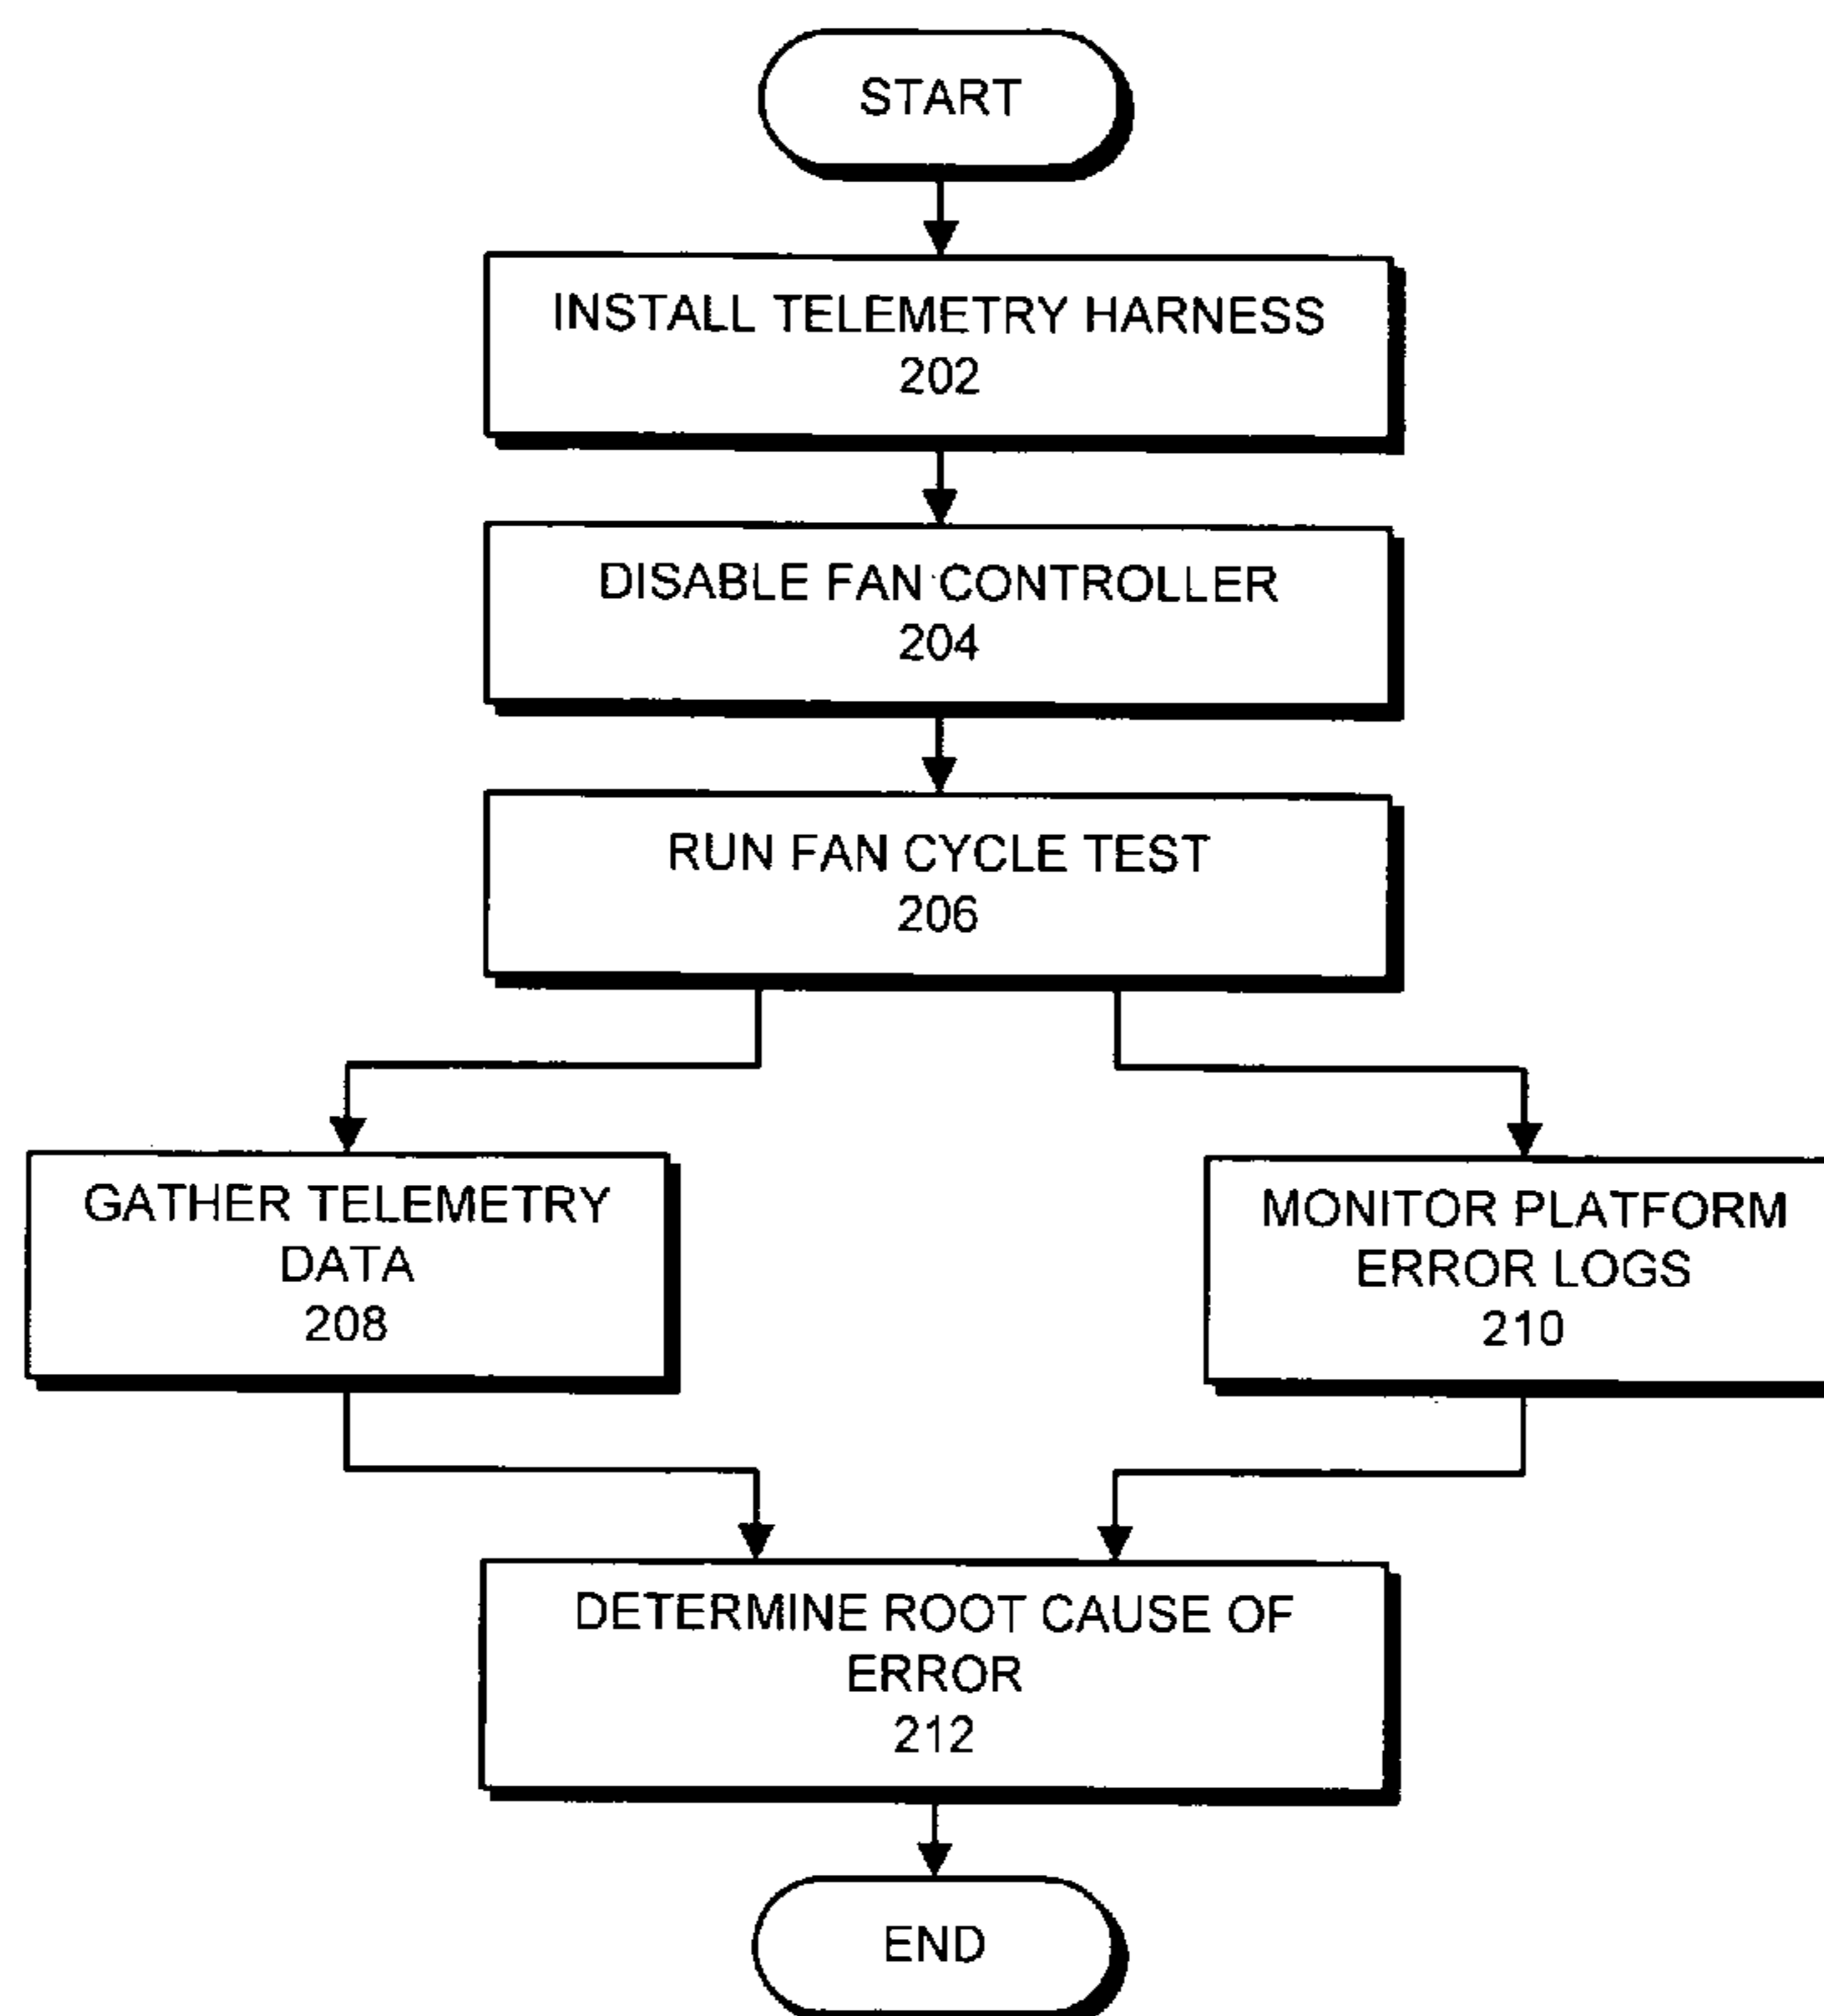 START
INSTALL TELEMETRY HARNESS
202
DISABLE FAN CONTROLLER
204
RUN FAN CYCLE TEST
206
GATHER TELEMETRY
DATA
208
MONITOR PLATFORM
ERROR LOGS
210
DETERMINE ROOT CAUSE OF
ERROR
212
END